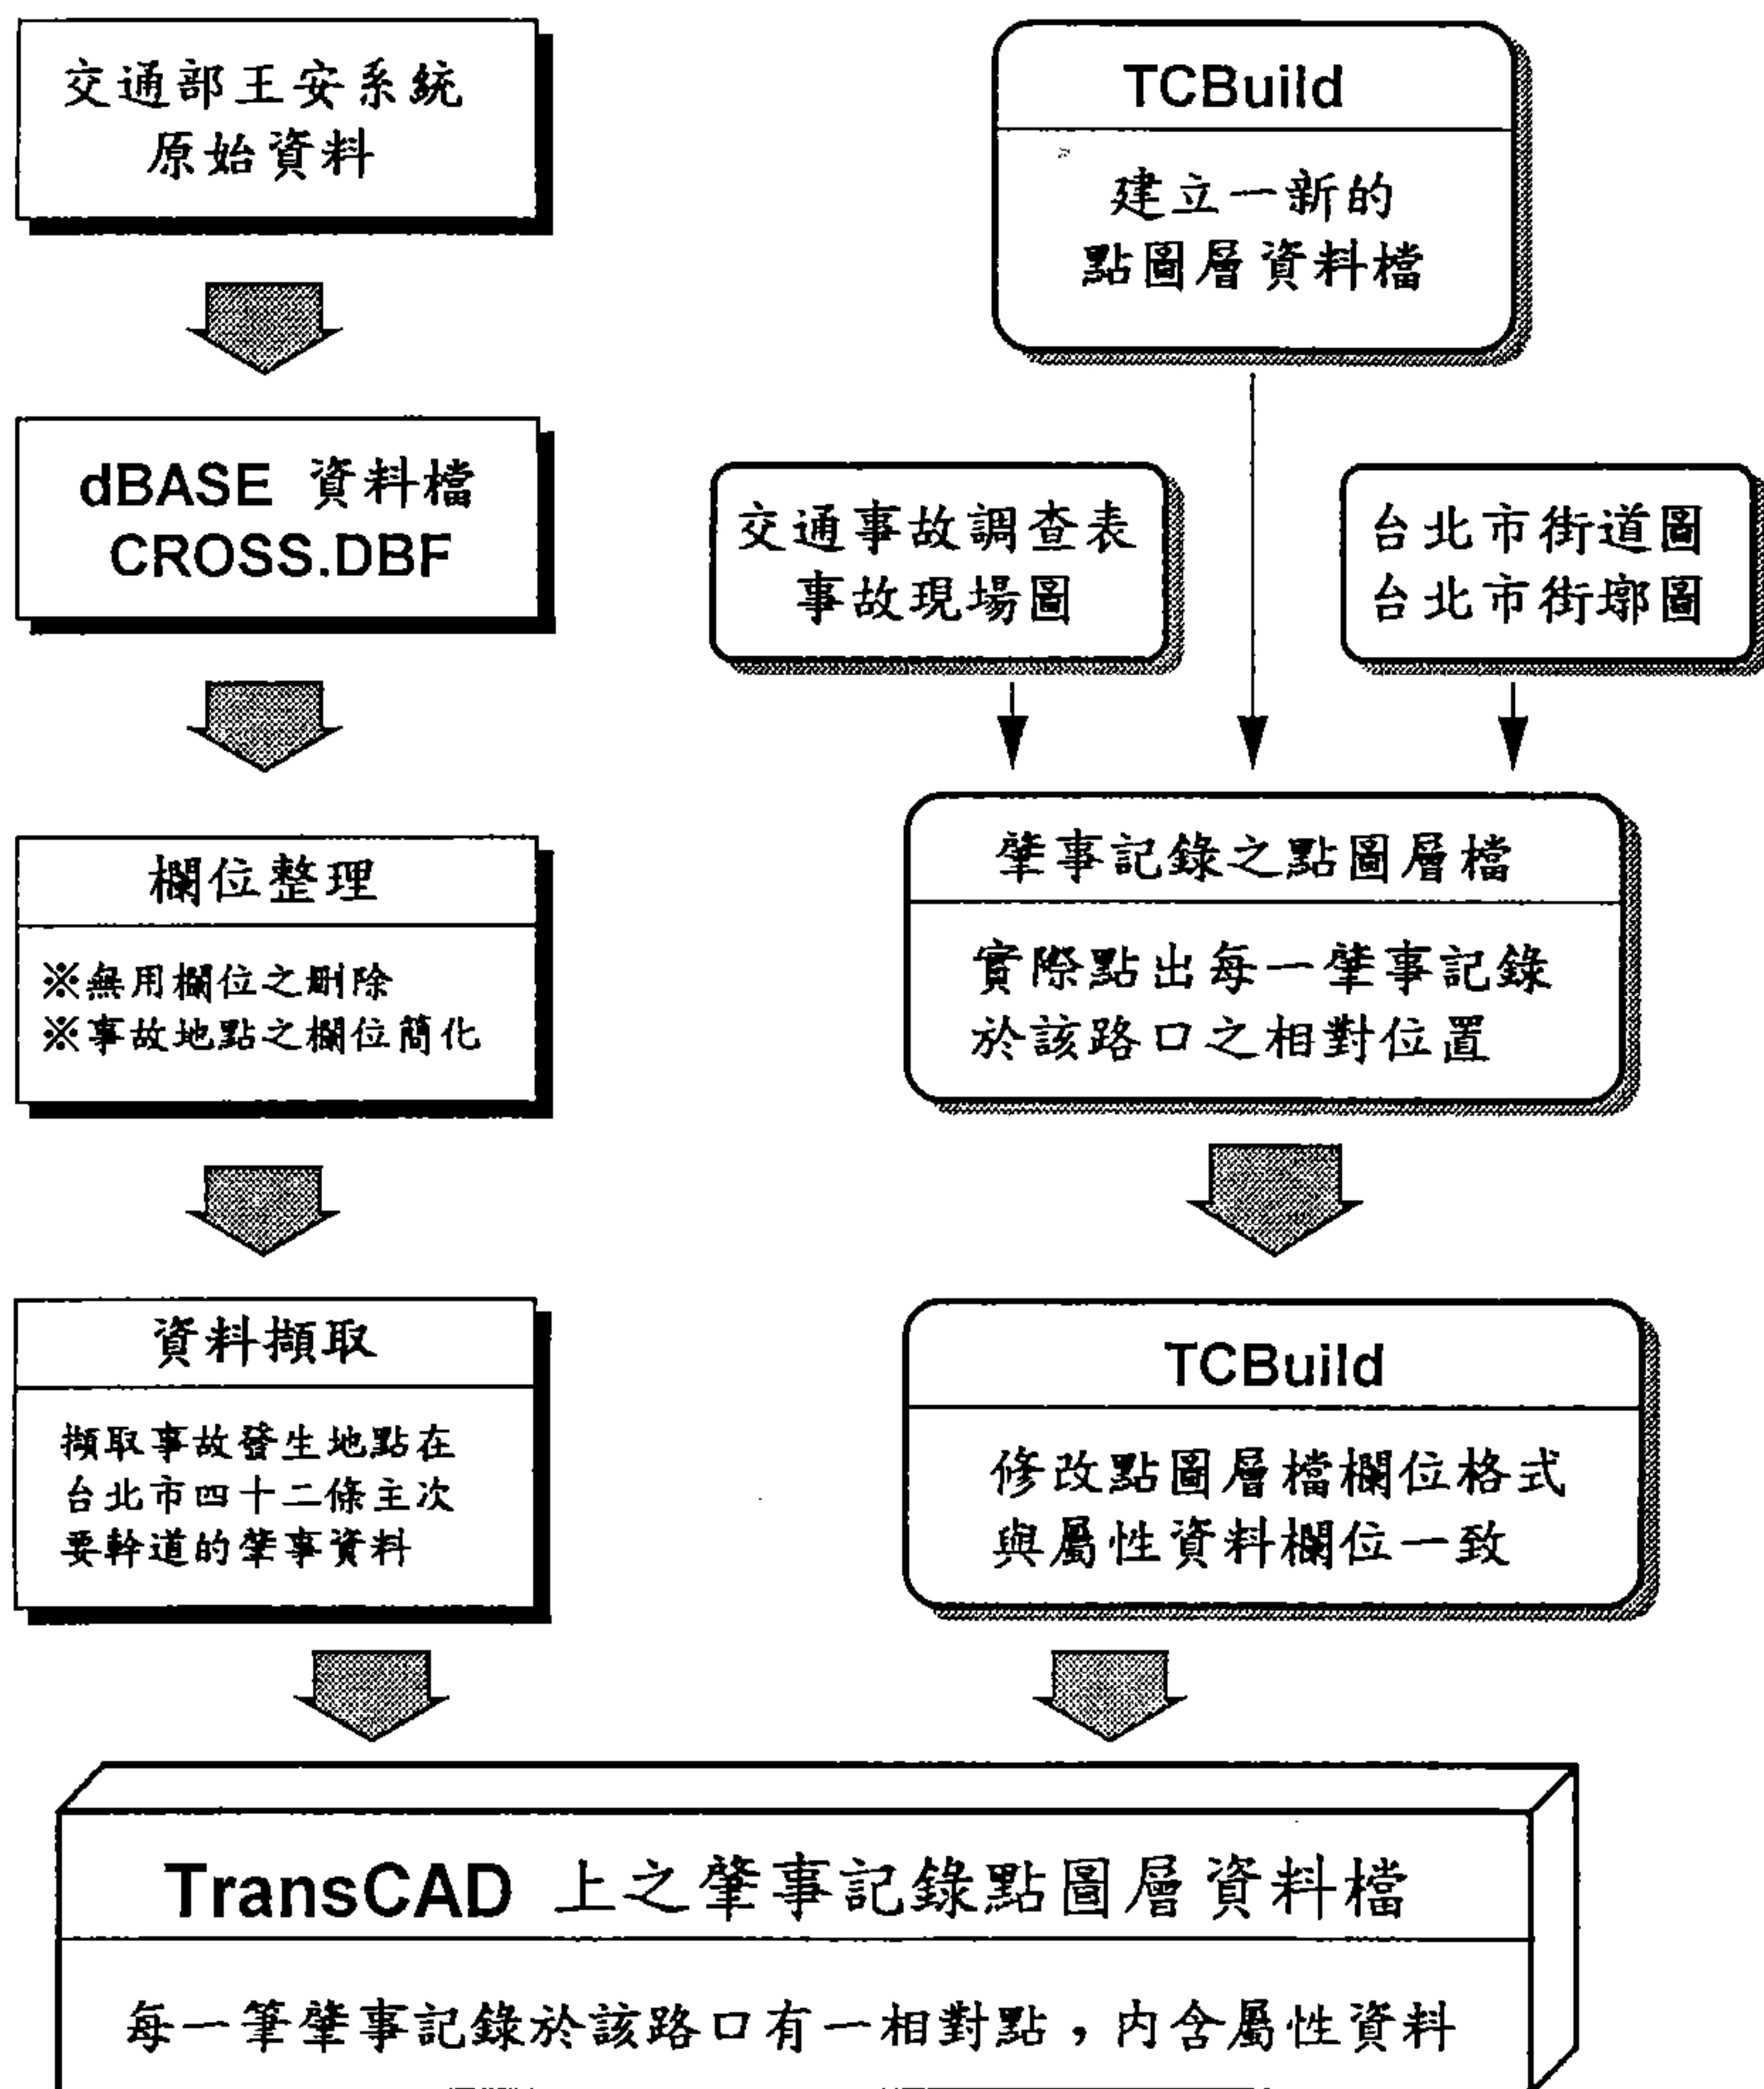 交通部王安系統
原始資料
dBASE 資料檔
CROSS.DBF
欄位整理
※無用欄位之刪除
※事故地點之欄位簡化
資料擷取
擷取事故發生地點在
台北市四十二條主次
要幹道的肇事資料
TCBuild
建立一新的
點圖層資料檔
交通事故調查表
事故現場圖
台北市街道圖
台北市街廓圖
肇事記錄之點圖層檔
實際點出每一肇事記錄
於該路口之相對位置
TCBuild
修改點圖層檔欄位格式
與屬性資料欄位一致
TransCAD 上之肇事記錄點圖層資料檔
每一筆肇事記錄於該路口有一相對點，內含屬性資料